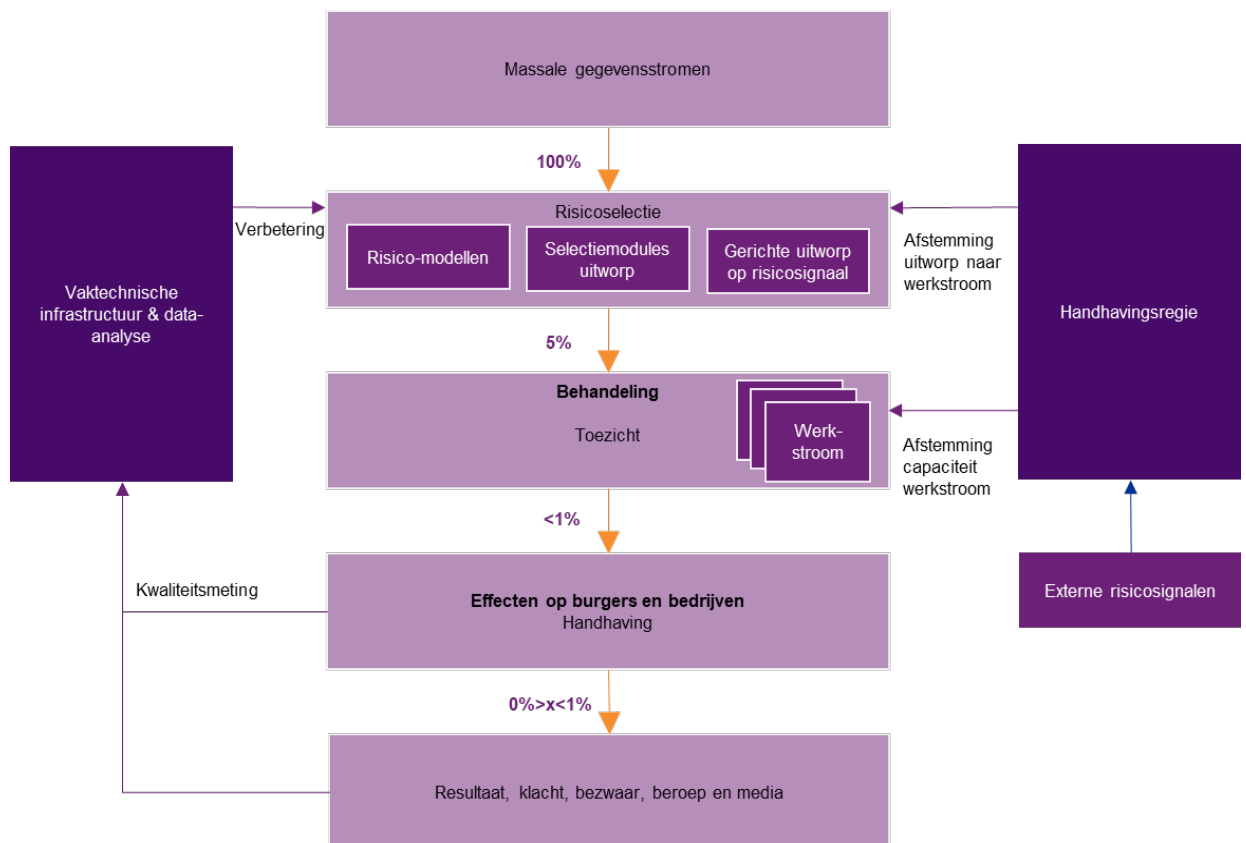 Massale gegevensstromen
100%
Risicoselectie
Risico-modellen
Selectiemodules
uitworp
Gerichte uitworp
op risicosignaal
Verbetering
Afstemming
uitworp naar
werkstroom
Vaktechnische
infrastructuur & data-
analyse
Handhavingsregie
5%
Behandeling
Toezicht
Werk-
stroom
Afstemming
capaciteit
werkstroom
<1%
Kwaliteitsmeting
Effecten op burgers en bedrijven
Handhaving
Externe risicosignalen
0%>x<1%
Resultaat, klacht, bezwaar, beroep en media